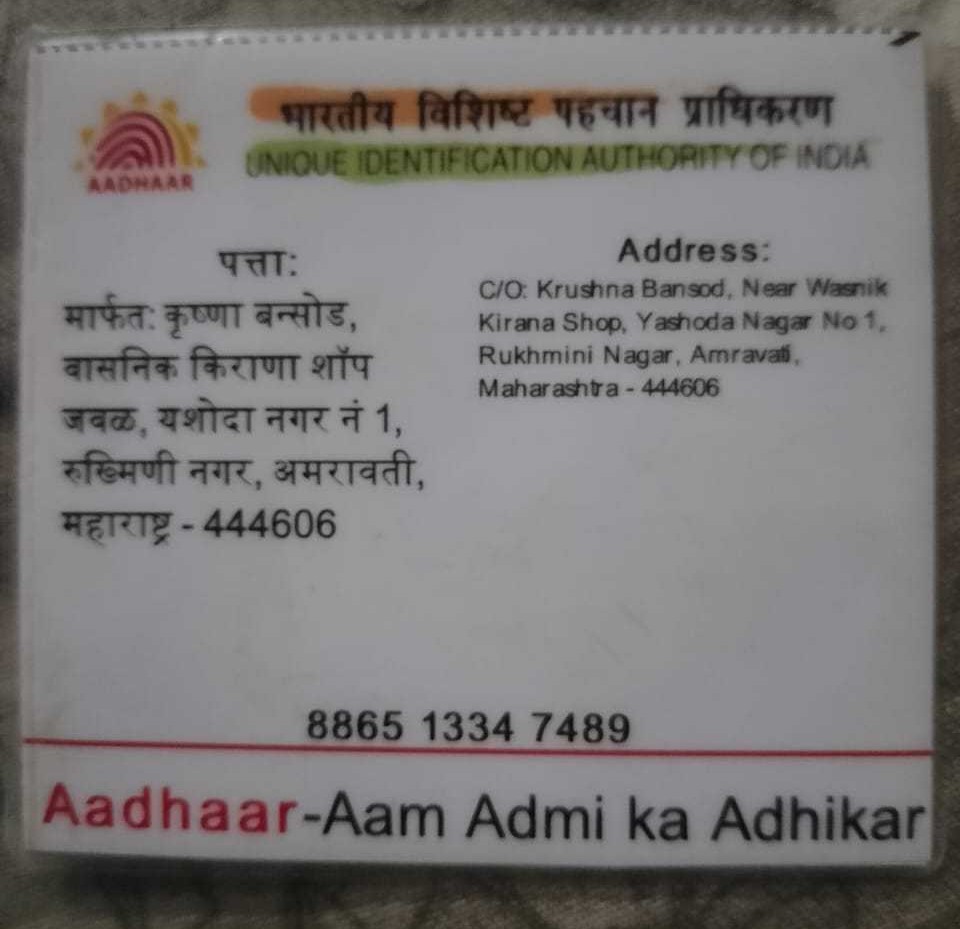 भारतीय विशिष्ट पहचान प्राधिकरण
UNIQUE IDENTIFICATION AUTHORITY OF INDIA
AADHAAR
पत्ता:
मार्फत: कृष्णा बन्सोड,
वासनिक किराणा शॉप
जवळ, यशोदा नगर नं 1,
रुख्मिणी नगर, अमरावती,
महाराष्ट्र - 444606
Address:
C/O: Krushna Bansod, Near Wasnik
Kirana Shop, Yashoda Nagar No 1,
Rukhmini Nagar, Amravati,
Maharashtra - 444606
8865 1334 7489
Aadhaar-Aam Admi ka Adhikar